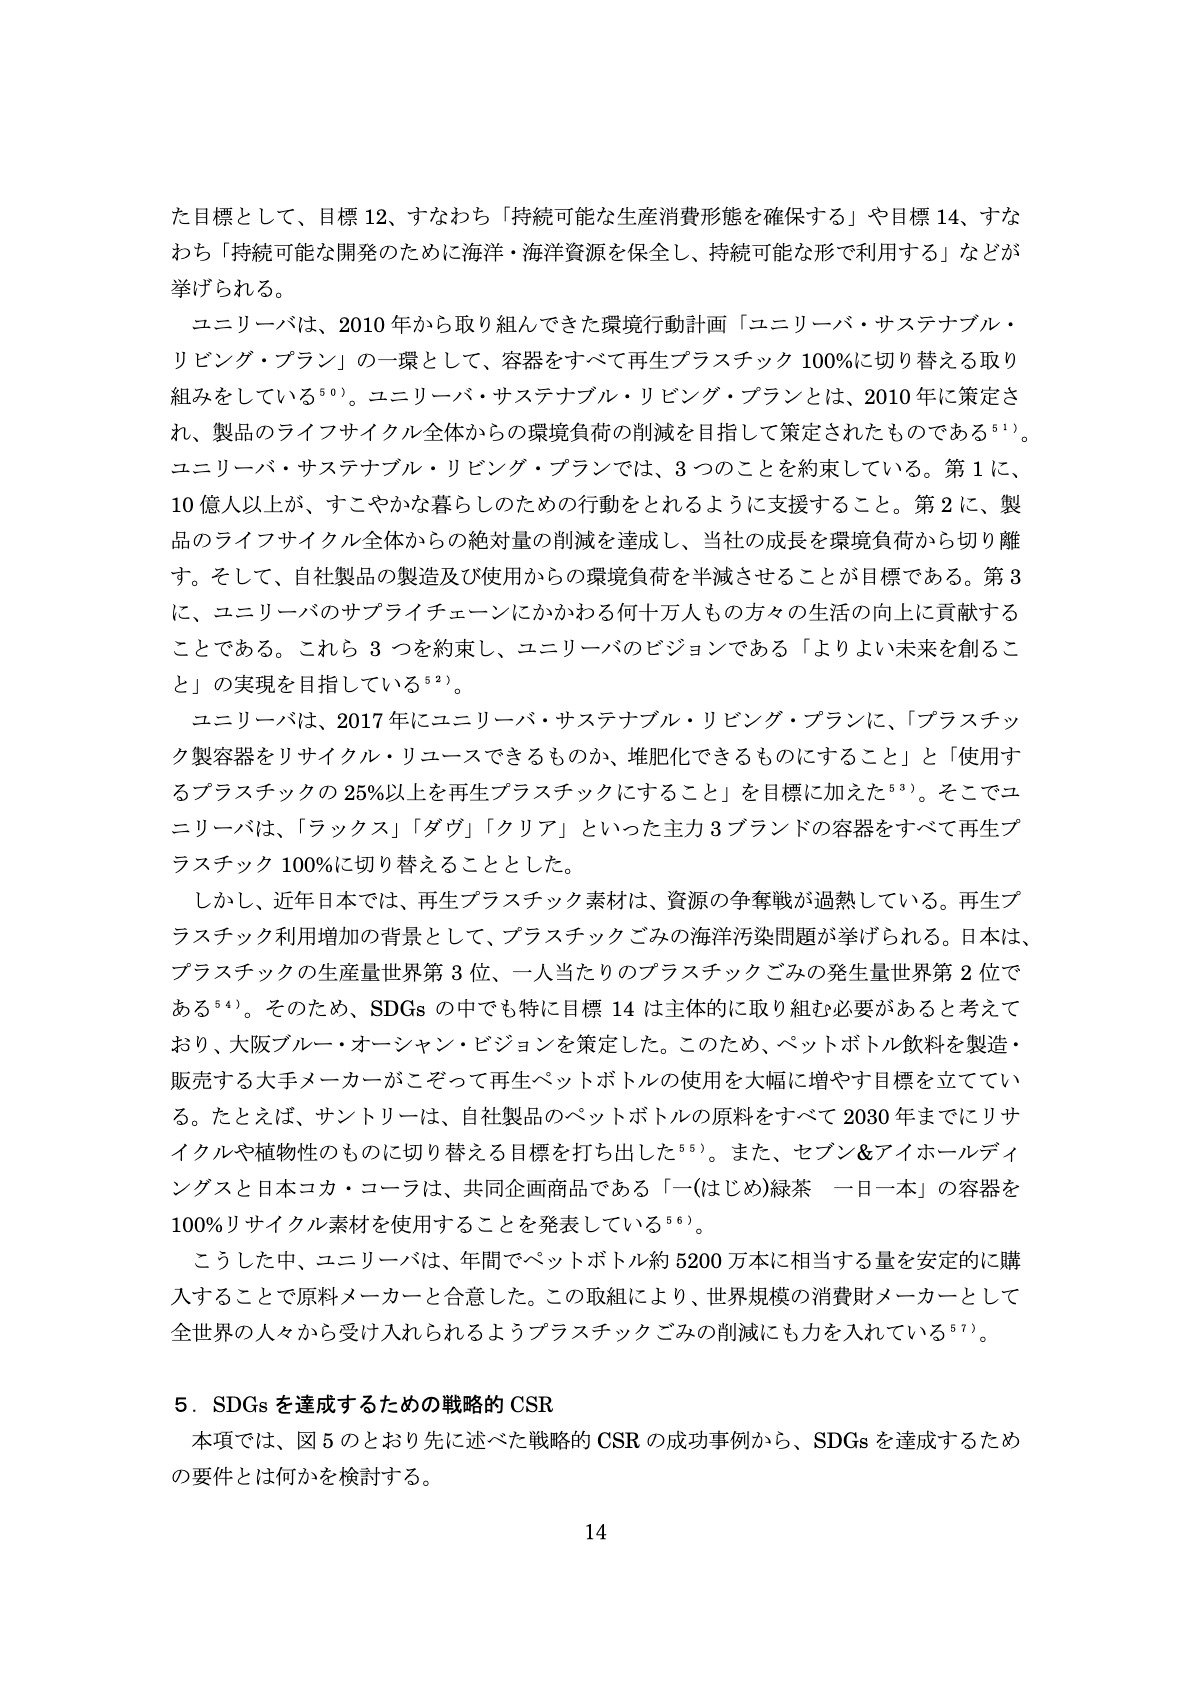 た目標として、目標 12、すなわち「持続可能な生産消費形態を確保する」や目標 14、すな
わち「持続可能な開発のために海洋・海洋資源を保全し、持続可能な形で利用する」などが
挙げられる。
ユニリーバは、2010 年から取り組んできた環境行動計画「ユニリーバ・サステナブル・
リビング・プラン」の一環として、容器をすべて再生プラスチック 100%に切り替える取り
組みをしている⁵⁰⁾。ユニリーバ・サステナブル・リビング・プランとは、2010 年に策定さ
れ、製品のライフサイクル全体からの環境負荷の削減を目指して策定されたものである⁵¹⁾。
ユニリーバ・サステナブル・リビング・プランでは、3 つのことを約束している。第 1 に、
10 億人以上が、すこやかな暮らしのための行動をとれるように支援すること。第 2 に、製
品のライフサイクル全体からの絶対量の削減を達成し、当社の成長を環境負荷から切り離
す。そして、自社製品の製造及び使用からの環境負荷を半減させることが目標である。第 3
に、ユニリーバのサプライチェーンにかかわる何十万人もの方々の生活の向上に貢献する
ことである。これら 3 つを約束し、ユニリーバのビジョンである「よりよい未来を創るこ
と」の実現を目指している⁵²⁾。
ユニリーバは、2017 年にユニリーバ・サステナブル・リビング・プランに、「プラスチッ
ク製容器をリサイクル・リユースできるものか、堆肥化できるものにすること」と「使用す
るプラスチックの 25%以上を再生プラスチックにすること」を目標に加えた⁵³⁾。そこでユ
ニリーバは、「ラックス」「ダヴ」「クリア」といった主力 3 ブランドの容器をすべて再生プ
ラスチック 100%に切り替えることとした。
しかし、近年日本では、再生プラスチック素材は、資源の争奪戦が過熱している。再生プ
ラスチック利用増加の背景として、プラスチックごみの海洋汚染問題が挙げられる。日本は、
プラスチックの生産量世界第 3 位、一人当たりのプラスチックごみの発生量世界第 2 位で
ある⁵⁴⁾。そのため、SDGs の中でも特に目標 14 は主体的に取り組む必要があると考えて
おり、大阪ブルー・オーシャン・ビジョンを策定した。このため、ペットボトル飲料を製造・
販売する大手メーカーがこぞって再生ペットボトルの使用を大幅に増やす目標を立ててい
る。たとえば、サントリーは、自社製品のペットボトルの原料をすべて 2030 年までにリサ
イクルや植物性のものに切り替える目標を打ち出した⁵⁵⁾。また、セブン&アイホールディ
ングスと日本コカ・コーラは、共同企画商品である「一(はじめ)緑茶　一日一本」の容器を
100%リサイクル素材を使用することを発表している⁵⁶⁾。
こうした中、ユニリーバは、年間でペットボトル約 5200 万本に相当する量を安定的に購
入することで原料メーカーと合意した。この取組により、世界規模の消費財メーカーとして
全世界の人々から受け入れられるようプラスチックごみの削減にも力を入れている⁵⁷⁾。
５．SDGs を達成するための戦略的 CSR
本項では、図 5 のとおり先に述べた戦略的 CSR の成功事例から、SDGs を達成するため
の要件とは何かを検討する。
14